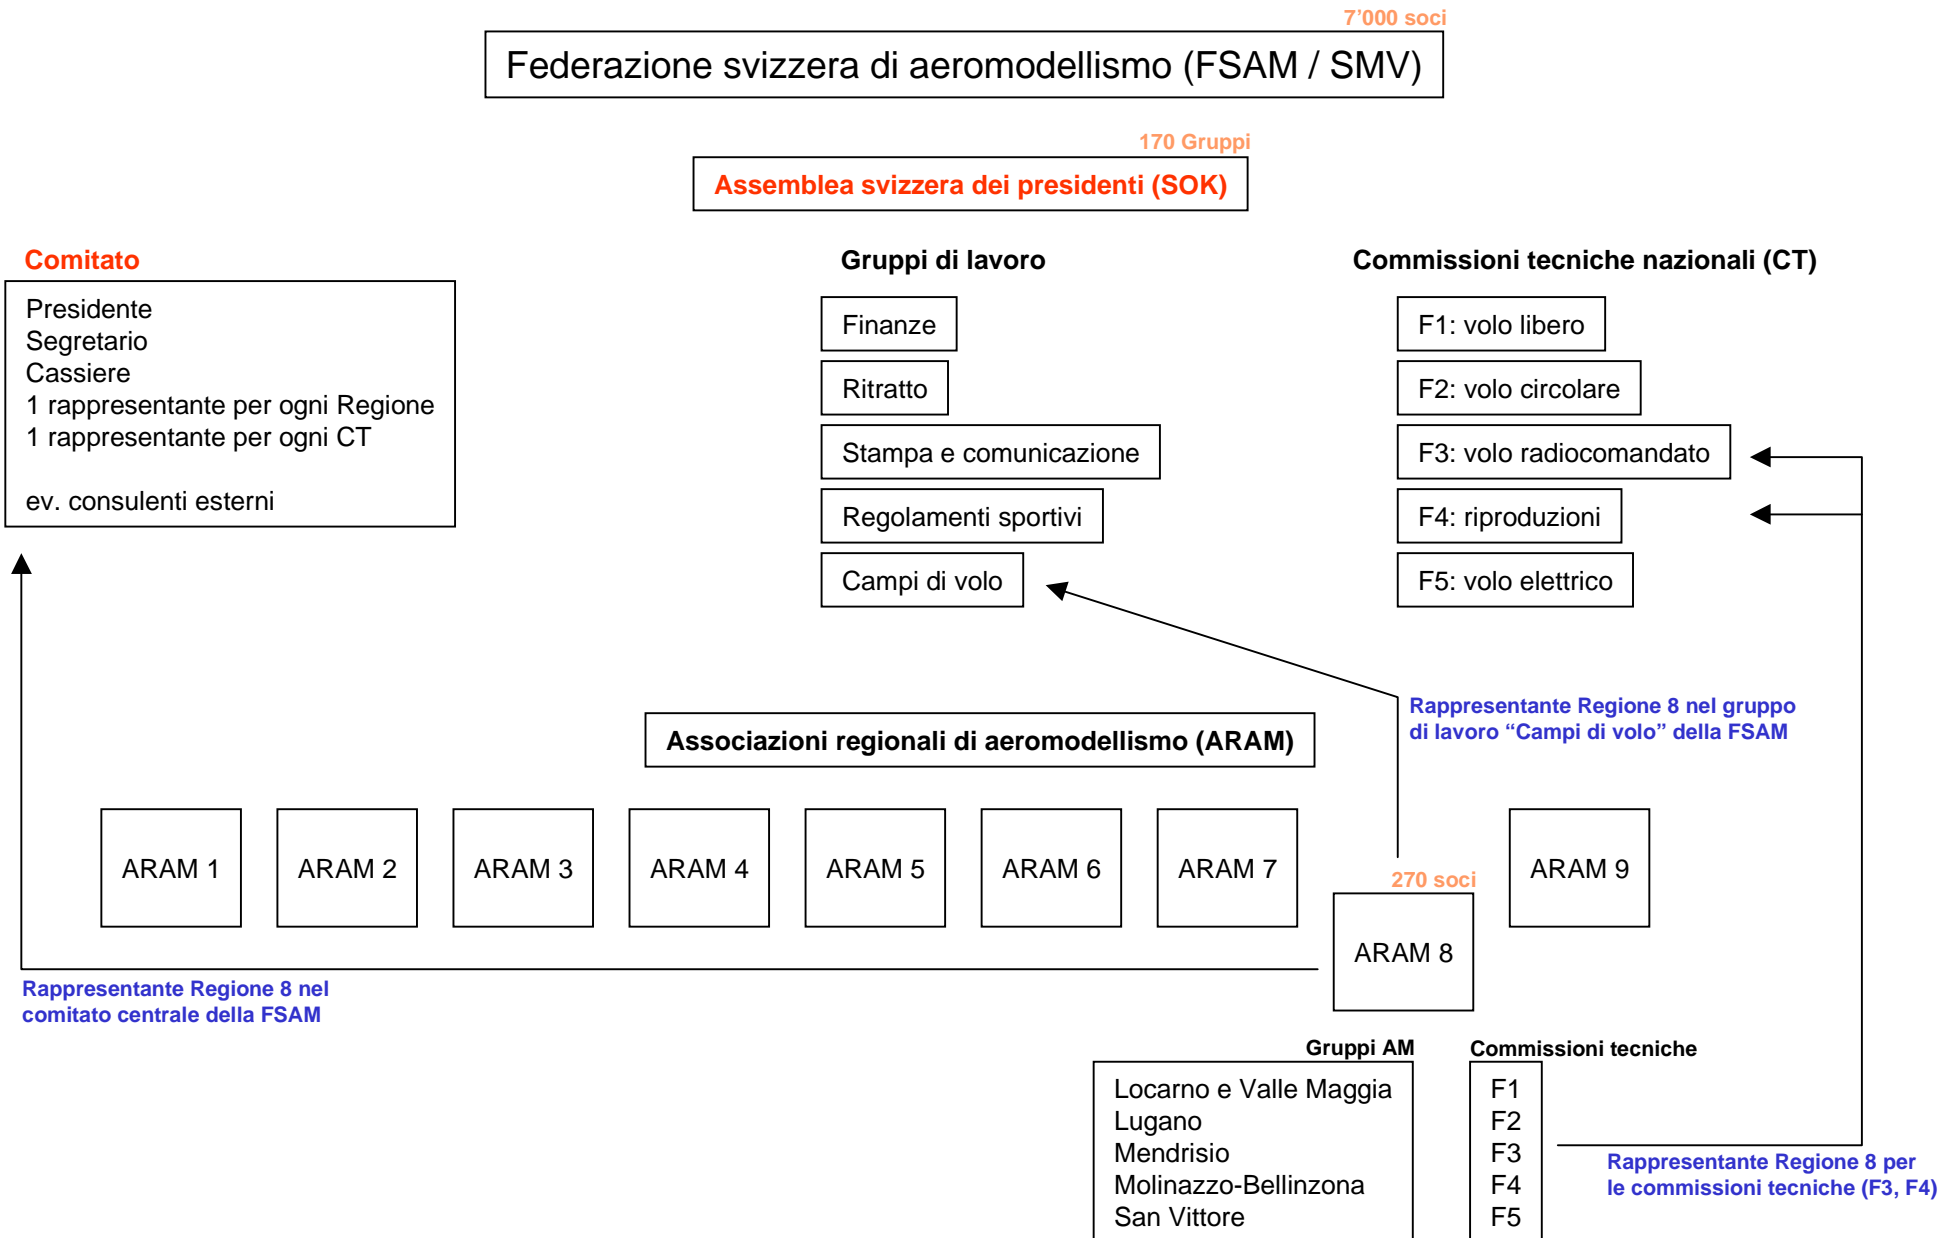 7’000 soci
Federazione svizzera di aeromodellismo (FSAM / SMV)
170 Gruppi
Assemblea svizzera dei presidenti (SOK)
Comitato
Presidente
Segretario
Cassiere
1 rappresentante per ogni Regione
1 rappresentante per ogni CT
ev. consulenti esterni
Gruppi di lavoro
Finanze
Ritratto
Stampa e comunicazione
Regolamenti sportivi
Campi di volo
Commissioni tecniche nazionali (CT)
F1: volo libero
F2: volo circolare
F3: volo radiocomandato
F4: riproduzioni
F5: volo elettrico
Rappresentante Regione 8 nel gruppo
di lavoro “Campi di volo” della FSAM
Associazioni regionali di aeromodellismo (ARAM)
ARAM 1
ARAM 2
ARAM 3
ARAM 4
ARAM 5
ARAM 6
ARAM 7
270 soci
ARAM 8
ARAM 9
Rappresentante Regione 8 nel
comitato centrale della FSAM
Gruppi AM
Locarno e Valle Maggia
Lugano
Mendrisio
Molinazzo-Bellinzona
San Vittore
Commissioni tecniche
F1
F2
F3
F4
F5
Rappresentante Regione 8 per
le commissioni tecniche (F3, F4)